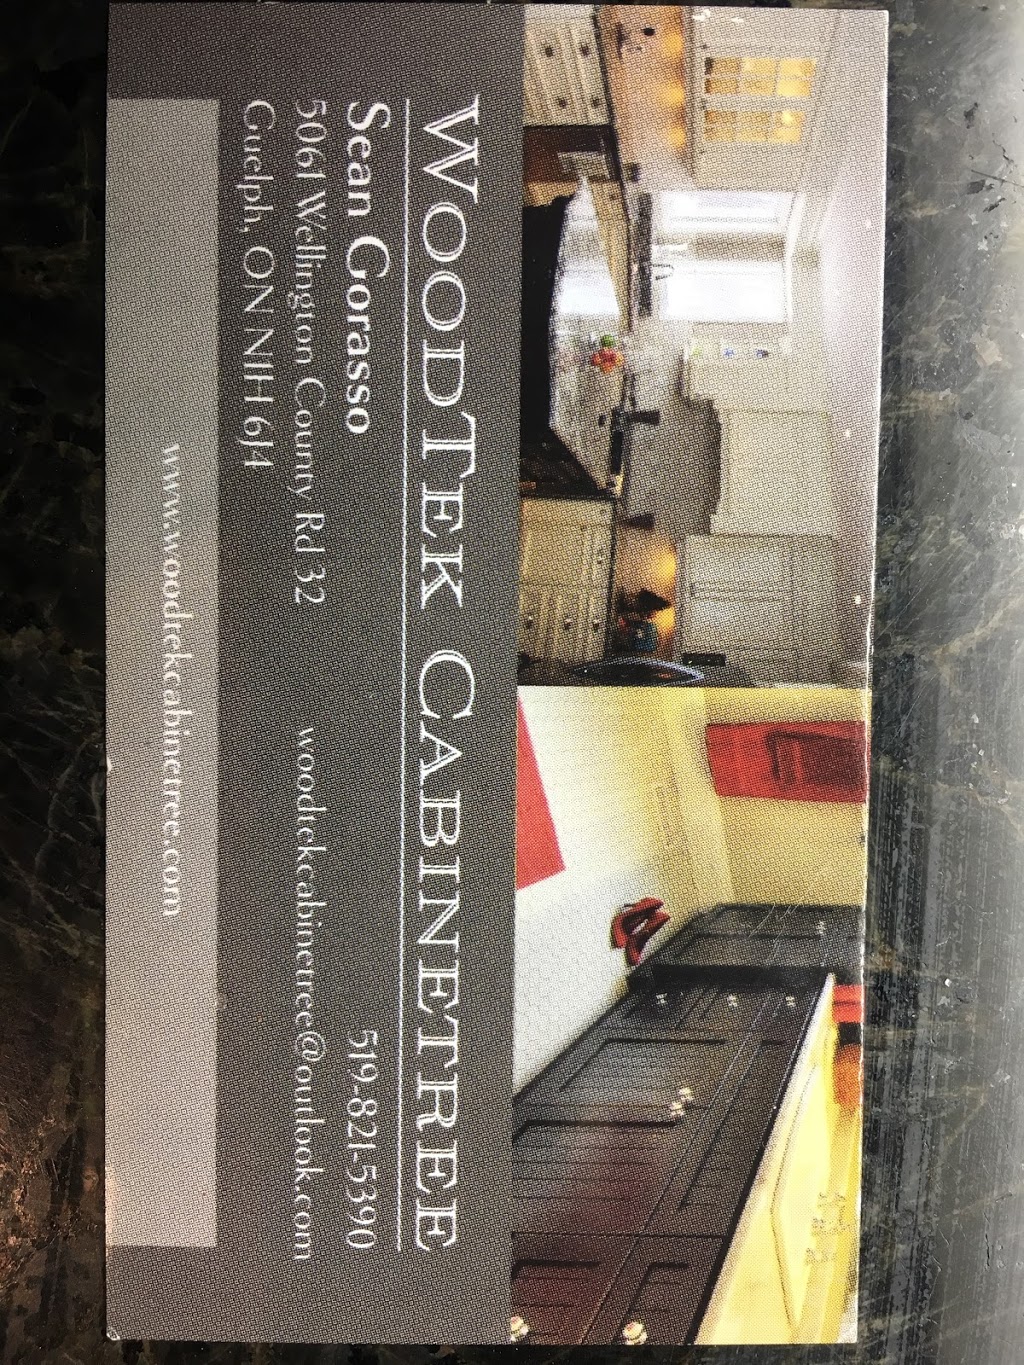 WOODTEK CABINETREE
Sean Gorasso 519-821-5390
5061 Wellington County Rd 32 woodtekcabinetree@outlook.com
Guelph, ON N1H 6J4
www.woodtekcabinetree.com